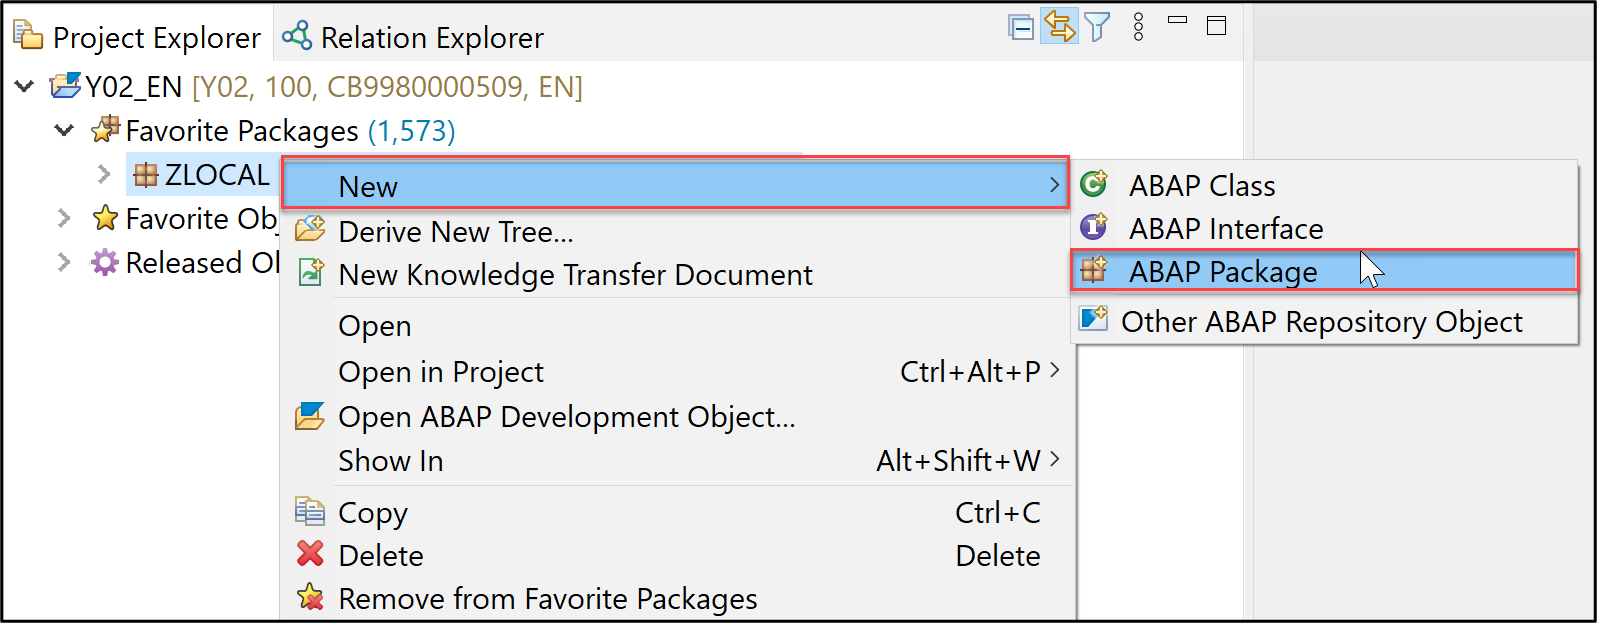 Project Explorer
Relation Explorer
Y02_EN [Y02, 100, CB9980000509, EN]
Favorite Packages (1,573)
ZLOCAL
Favorite Ob
Released Ol
New
Derive New Tree...
New Knowledge Transfer Document
Open
Open in Project Ctrl+Alt+P
Open ABAP Development Object...
Show In Alt+Shift+W
Copy Ctrl+C
Delete Delete
Remove from Favorite Packages
ABAP Class
ABAP Interface
ABAP Package
Other ABAP Repository Object